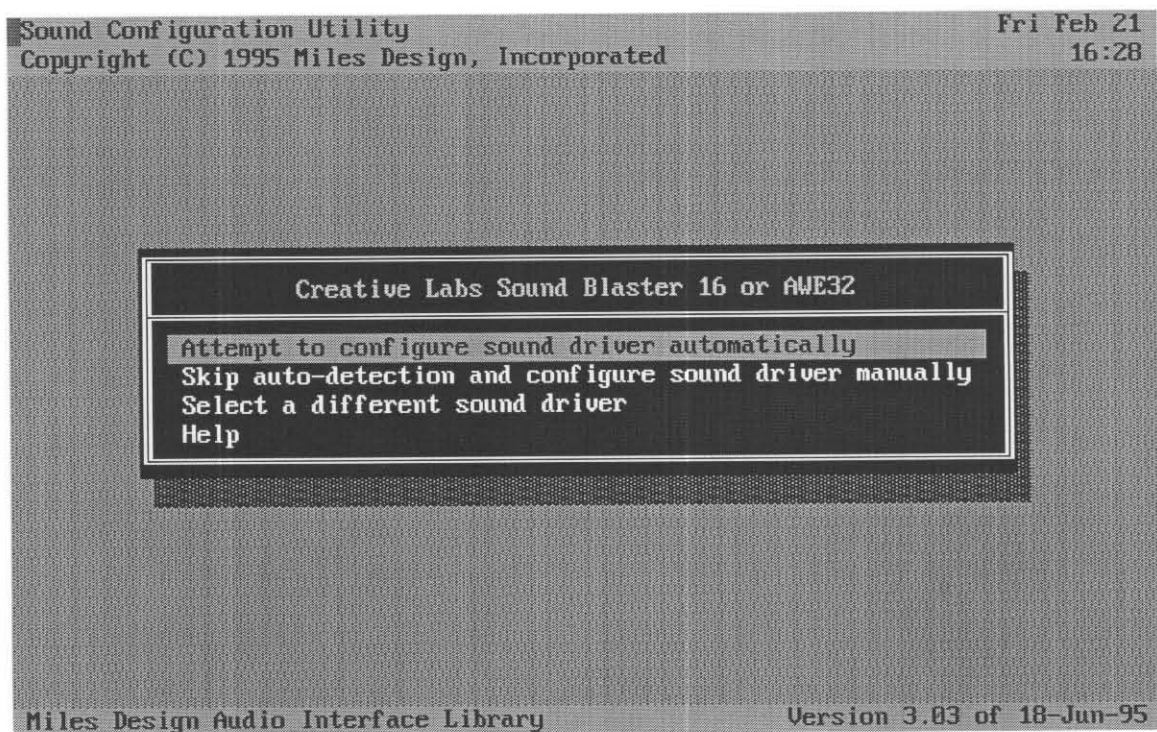 Sound Configuration Utility
Fri Feb 21
Copyright (C) 1995 Miles Design, Incorporated
16:28
Creative Labs Sound Blaster 16 or AWE32
Attempt to configure sound driver automatically
Skip auto-detection and configure sound driver manually
Select a different sound driver
Help
Miles Design Audio Interface Library
Version 3.03 of 18-Jun-95